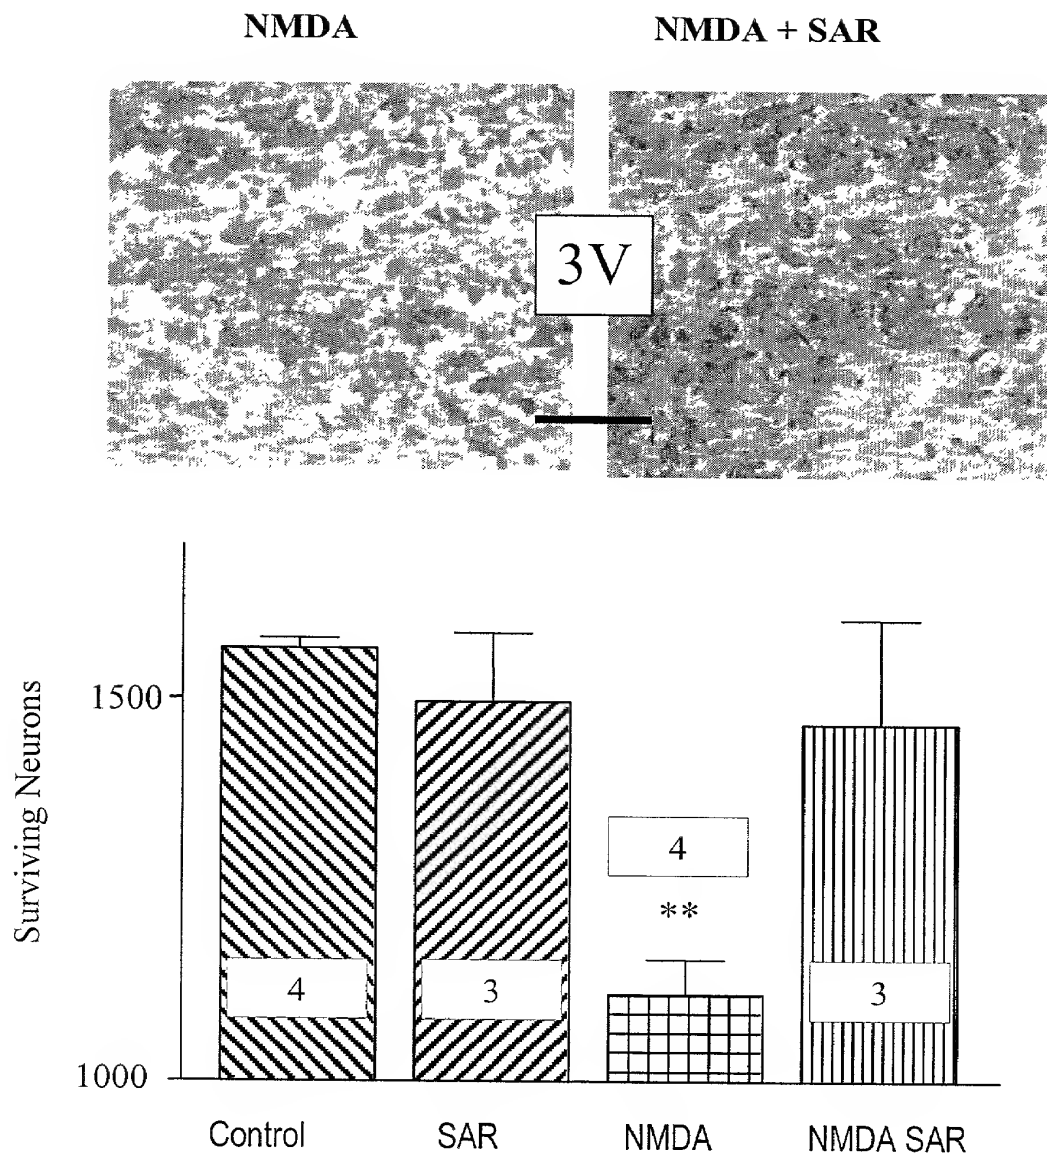 NMDA
NMDA + SAR
3V
Surviving Neurons
1500
1000
4
3
4
**
3
Control
SAR
NMDA
NMDA SAR